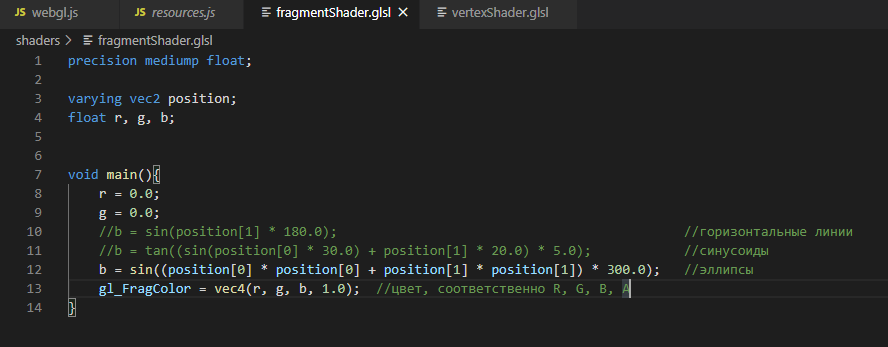 JS webgl.js JS resources.js fragmentShader.glsl × vertexShader.glsl
shaders > fragmentShader.glsl
1 precision mediump float;
2
3 varying vec2 position;
4 float r, g, b;
5
6
7 void main(){
8 r = 0.0;
9 g = 0.0;
10 //b = sin(position[1] * 180.0); //горизонтальные линии
11 //b = tan((sin(position[0] * 30.0) + position[1] * 20.0) * 5.0); //синусоиды
12 b = sin((position[0] * position[0] + position[1] * position[1]) * 300.0); //эллипсы
13 gl_FragColor = vec4(r, g, b, 1.0); //цвет, соответственно R, G, B, A
14 }